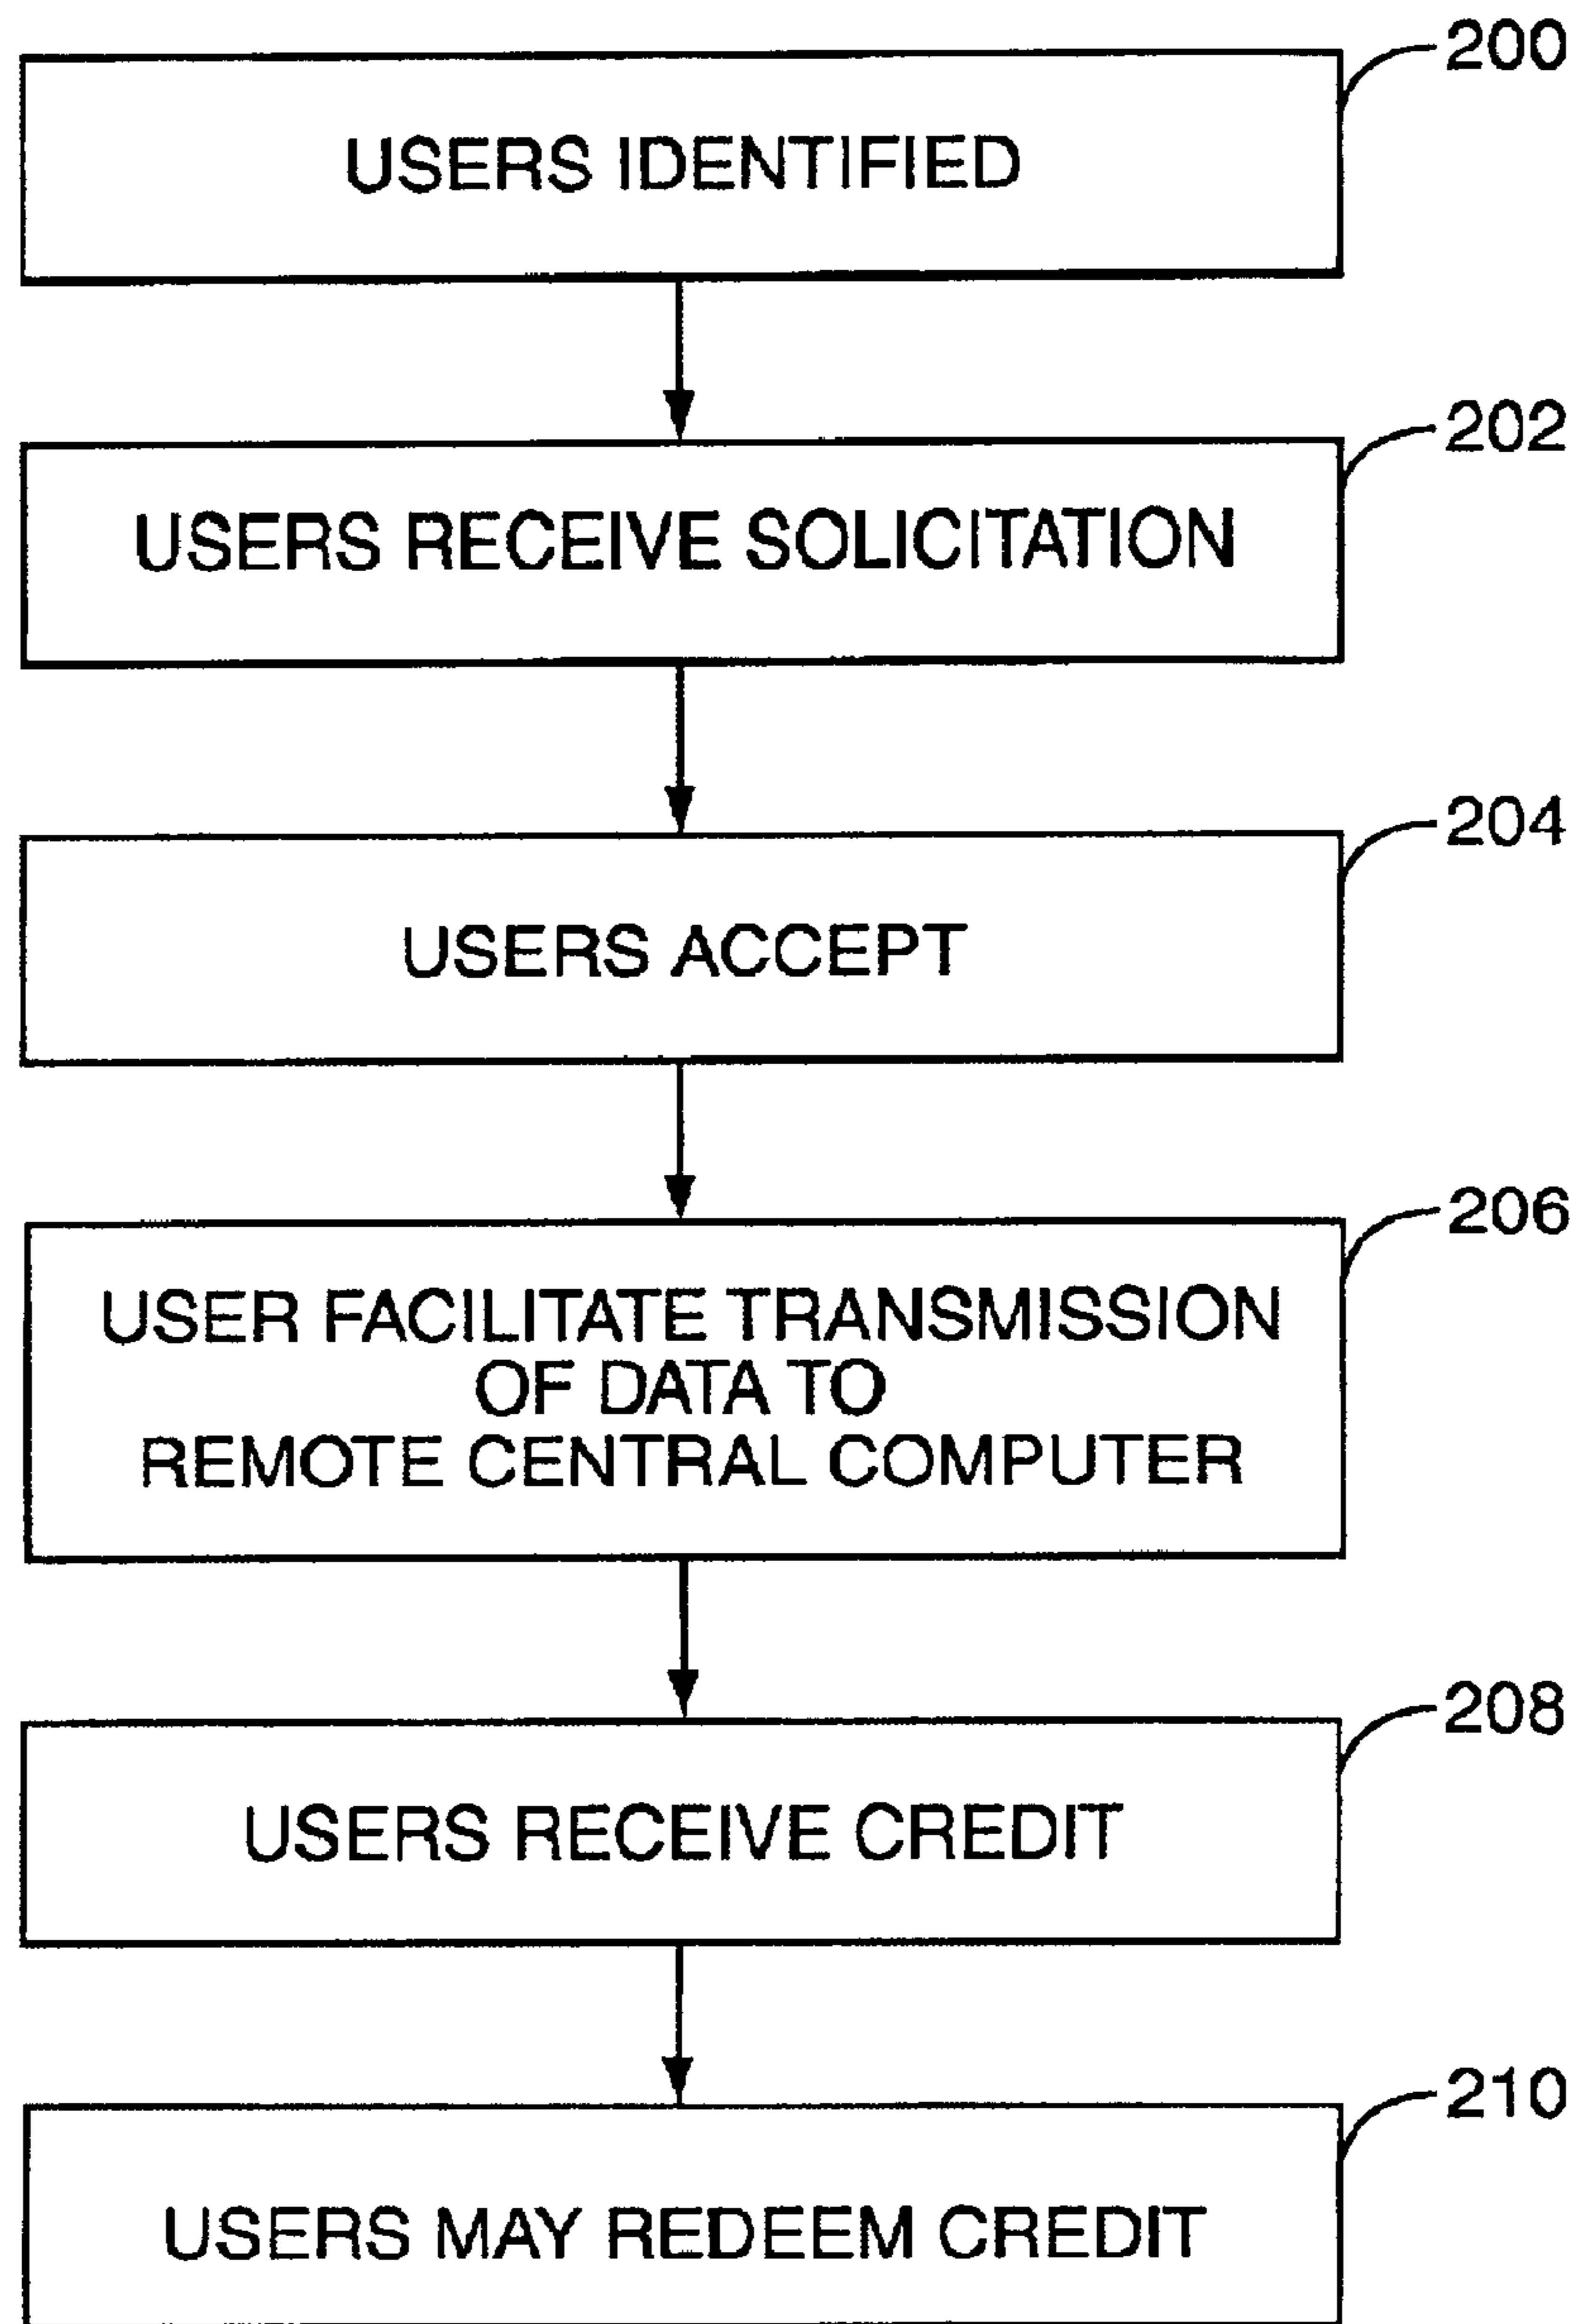 200
USERS IDENTIFIED
202
USERS RECEIVE SOLICITATION
204
USERS ACCEPT
206
USER FACILITATE TRANSMISSION
OF DATA TO
REMOTE CENTRAL COMPUTER
208
USERS RECEIVE CREDIT
210
USERS MAY REDEEM CREDIT